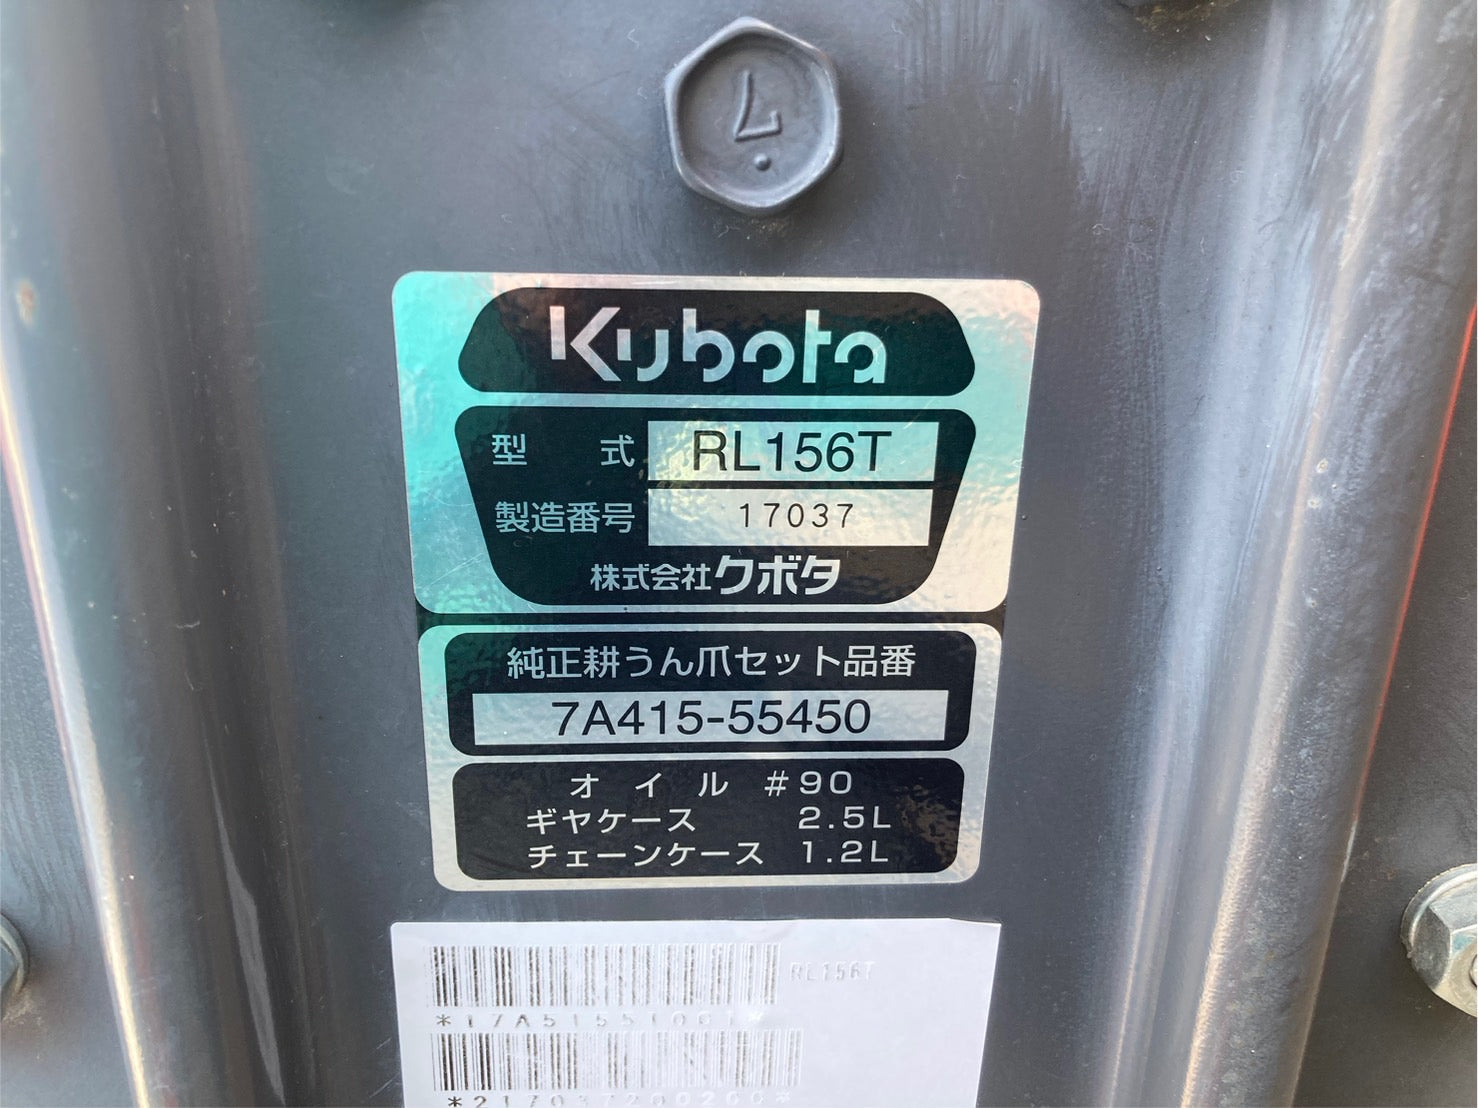 7
Kubota
型 式 RL156T
製造番号 17037
株式会社クボタ
純正耕うん爪セット品番
7A415-55450
オイル #90
ギヤケース 2.5L
チェーンケース 1.2L
RL156T